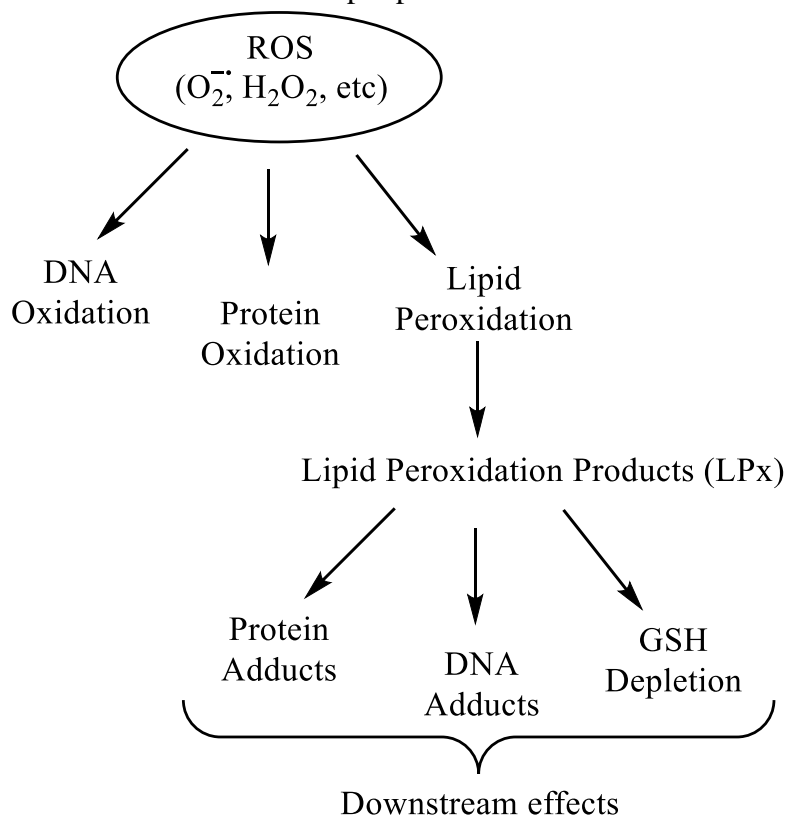 ROS
(O₂⁻·, H₂O₂, etc)
DNA
Oxidation
Protein
Oxidation
Lipid
Peroxidation
Lipid Peroxidation Products (LPx)
Protein
Adducts
DNA
Adducts
GSH
Depletion
Downstream effects